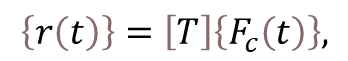 {r(t)} = [T]{F_c(t)},